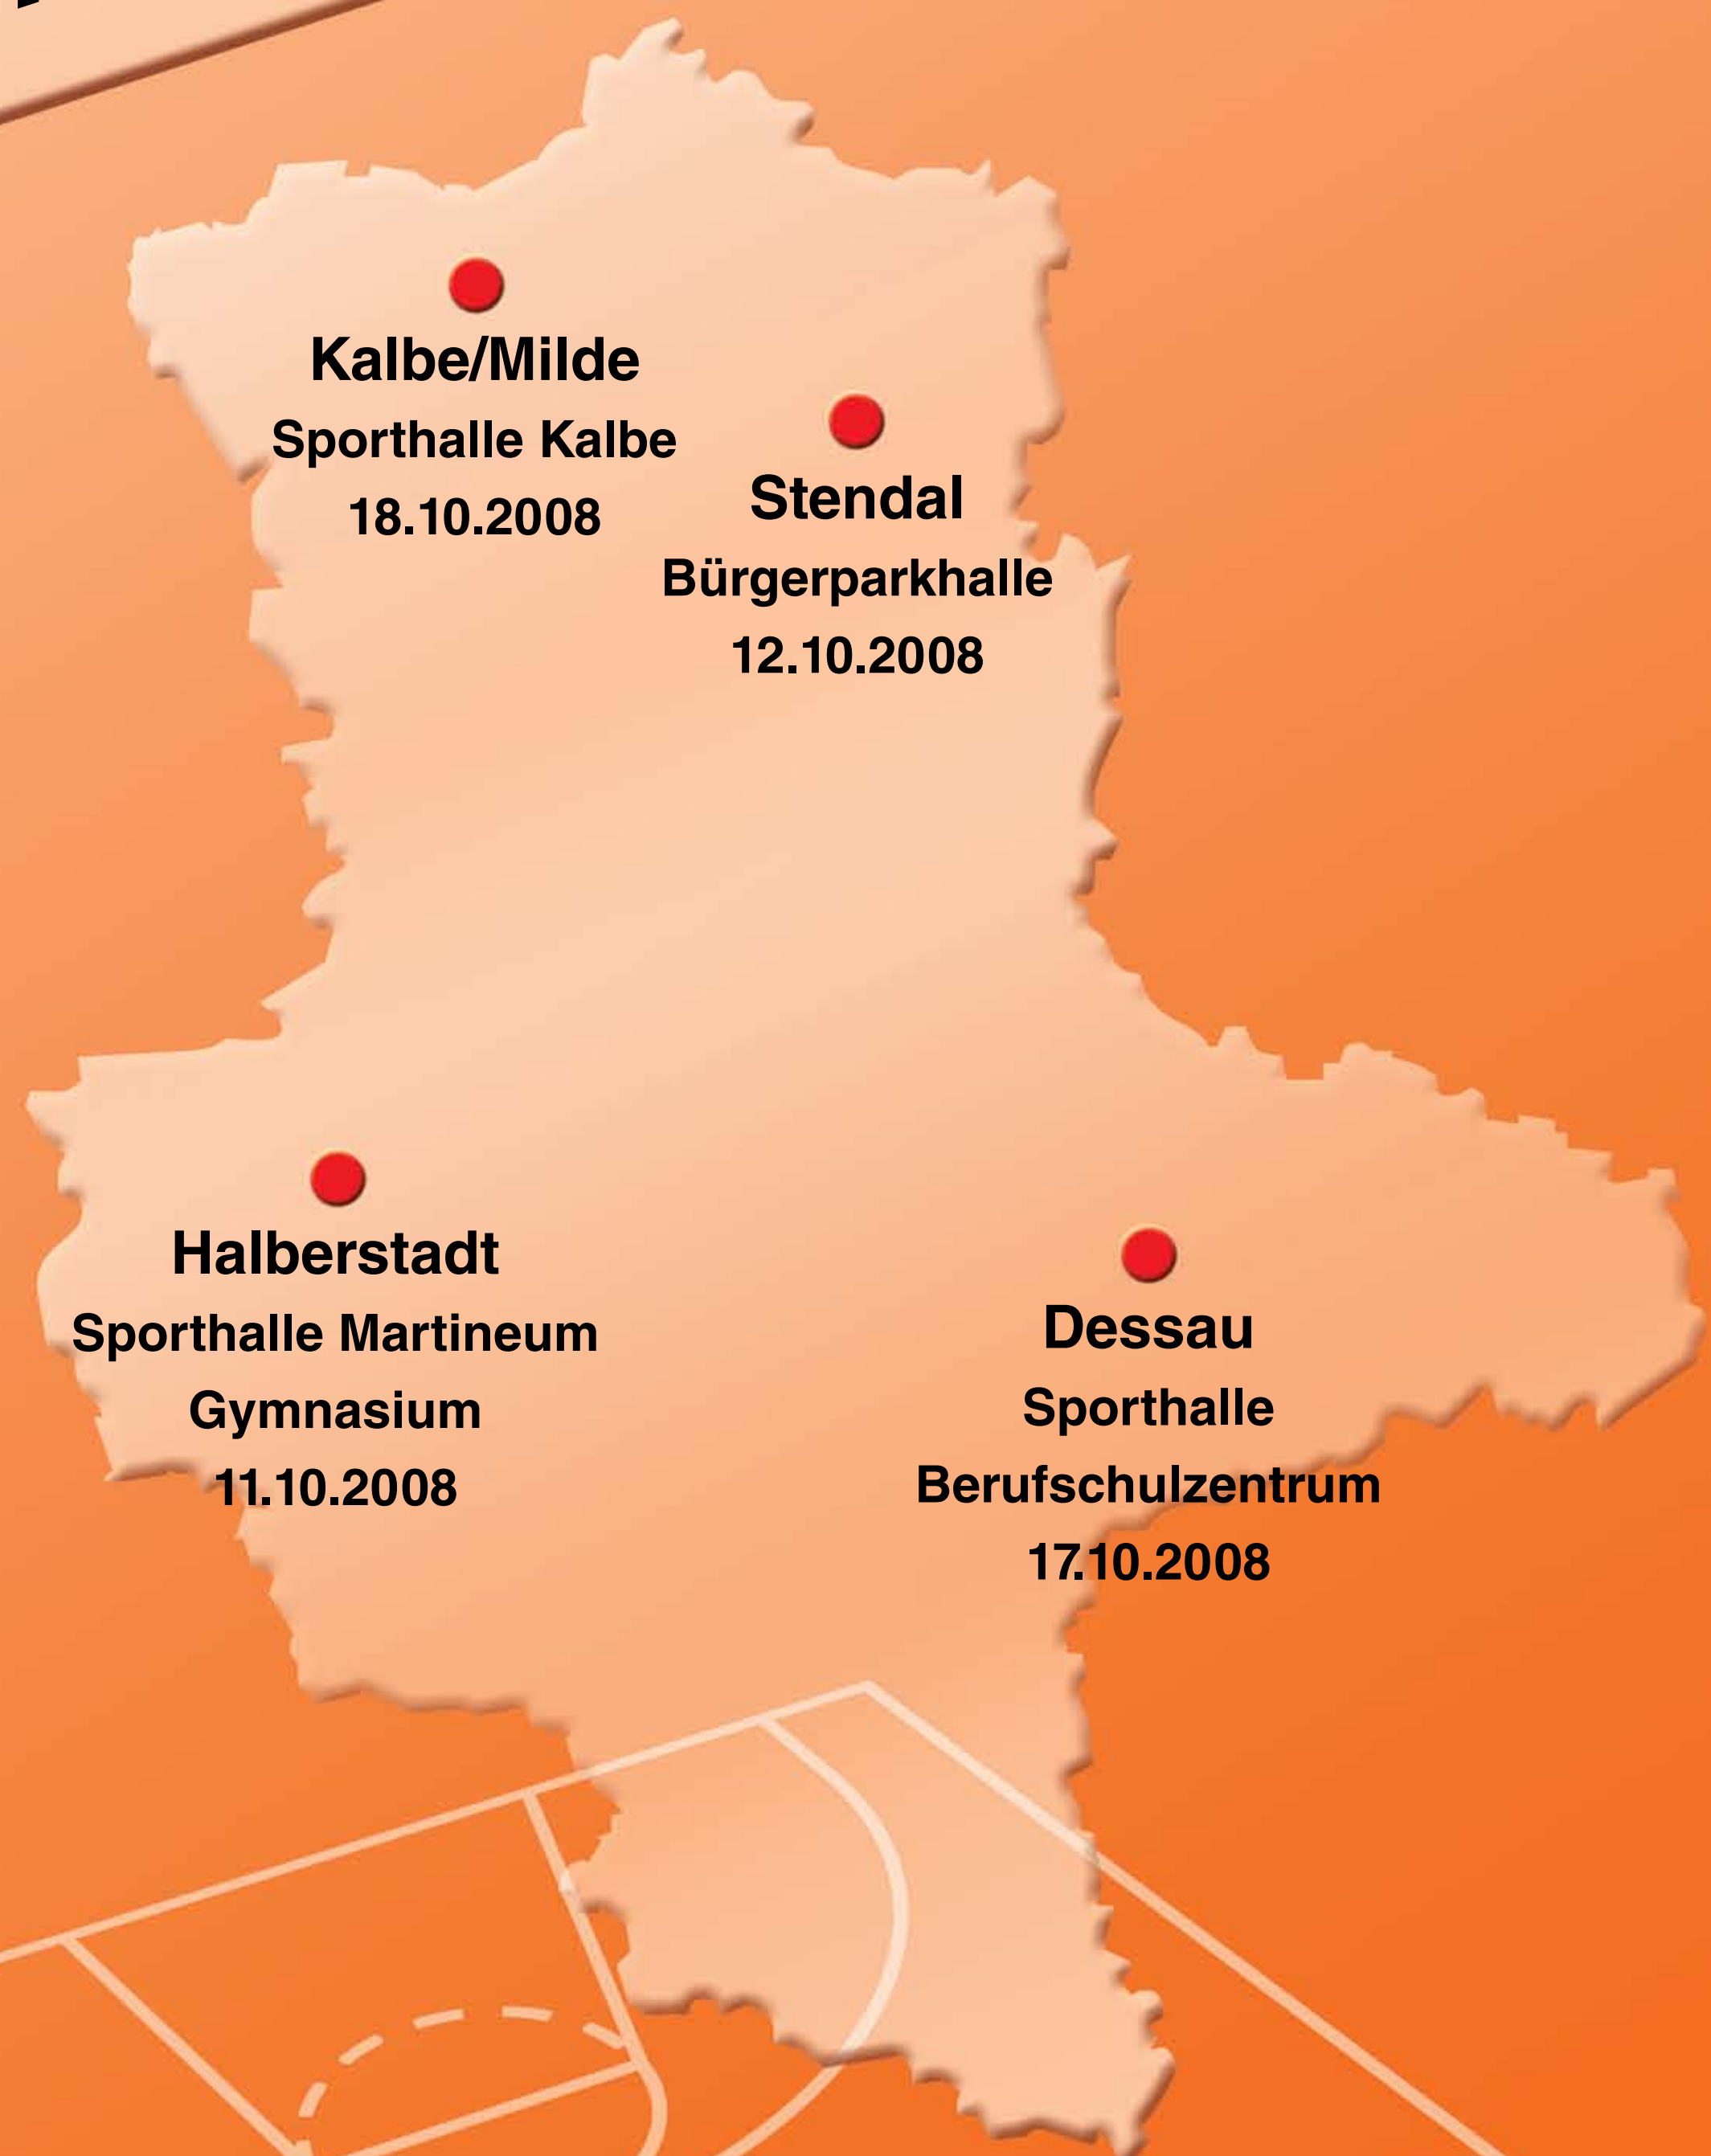 Kalbe/Milde
Sporthalle Kalbe
18.10.2008
Stendal
Bürgerparkhalle
12.10.2008
Halberstadt
Sporthalle Martineum
Gymnasium
11.10.2008
Dessau
Sporthalle
Berufschulzentrum
17.10.2008